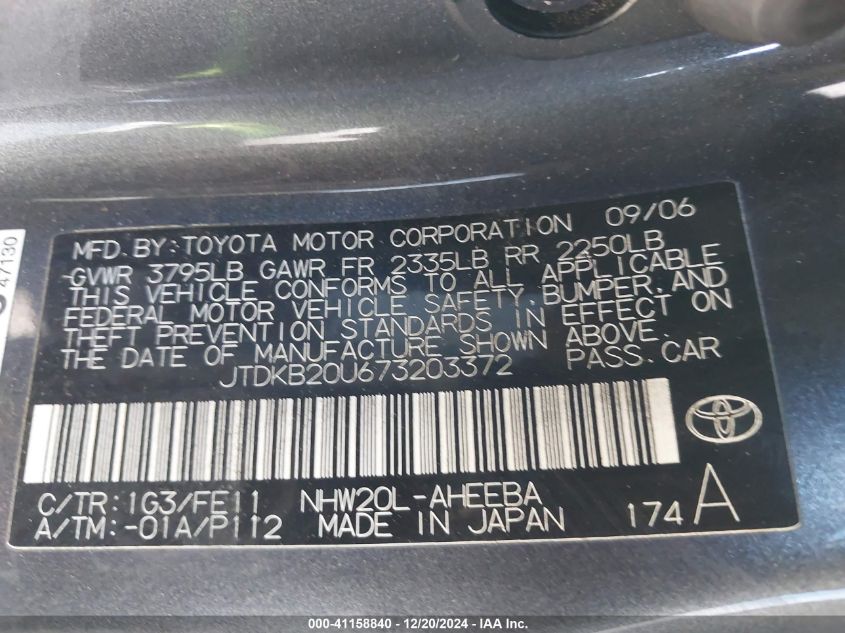 47130
MFD. BY: TOYOTA MOTOR CORPORATION 09/06
GVWR 3795LB GAWR FR 2335LB RR 2250LB
THIS VEHICLE CONFORMS TO ALL APPLICABLE
FEDERAL MOTOR VEHICLE SAFETY, BUMPER, AND
THEFT PREVENTION STANDARDS IN EFFECT ON
THE DATE OF MANUFACTURE SHOWN ABOVE.
JTDKB20U673203372 PASS. CAR
C/TR: 1G3/FE11 NHW20L-AHEEBA
A/TM: -01A/P112 MADE IN JAPAN 174 A
000-41158840 - 12/20/2024 - IAA Inc.